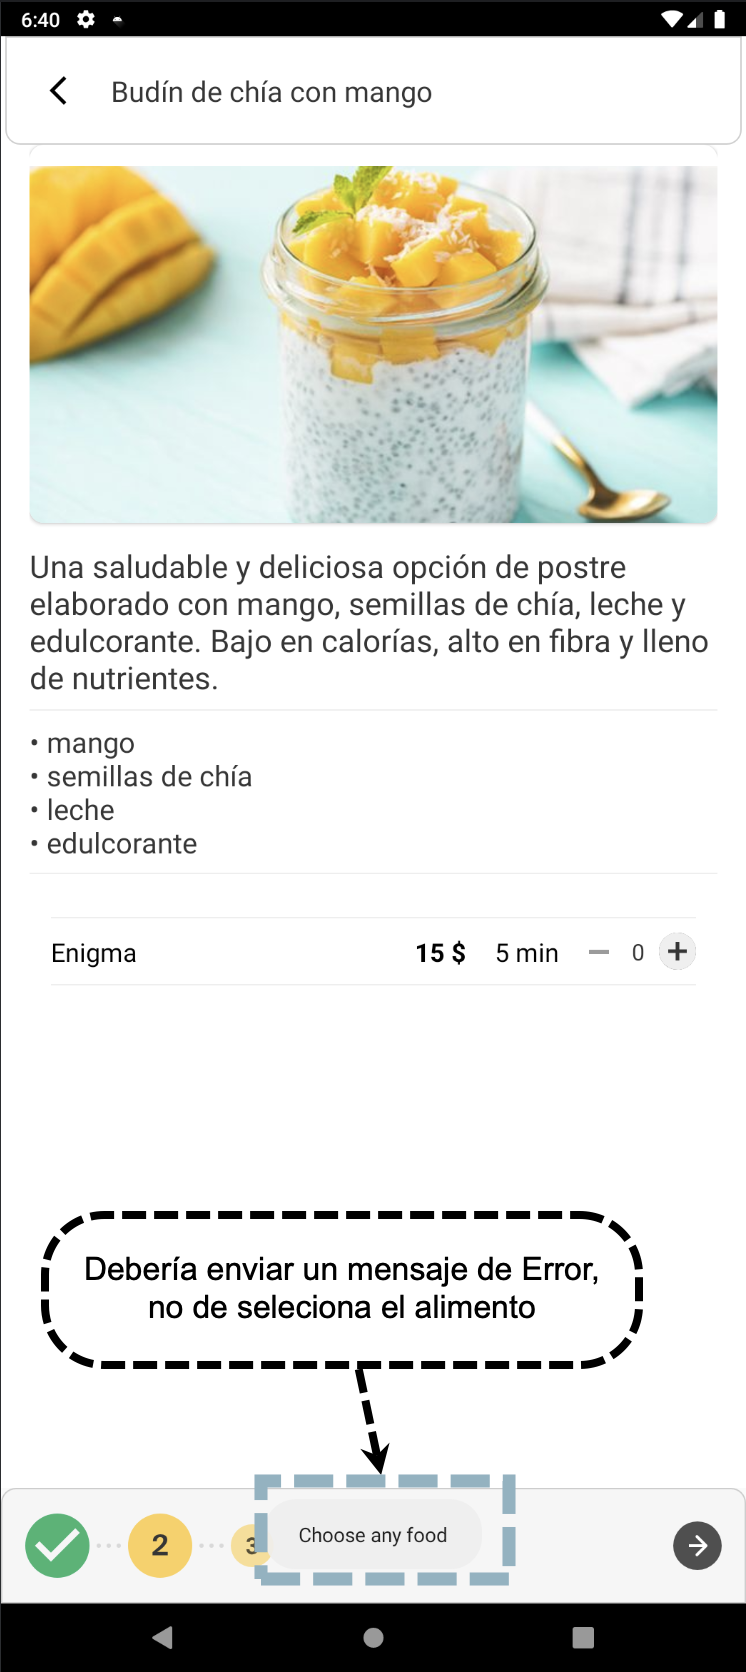 6:40
Budín de chía con mango
Una saludable y deliciosa opción de postre
elaborado con mango, semillas de chía, leche y
edulcorante. Bajo en calorías, alto en fibra y lleno
de nutrientes.
• mango
• semillas de chía
• leche
• edulcorante
Enigma 15 $ 5 min — 0 +
Debería enviar un mensaje de Error,
no de seleciona el alimento
2 3 Choose any food